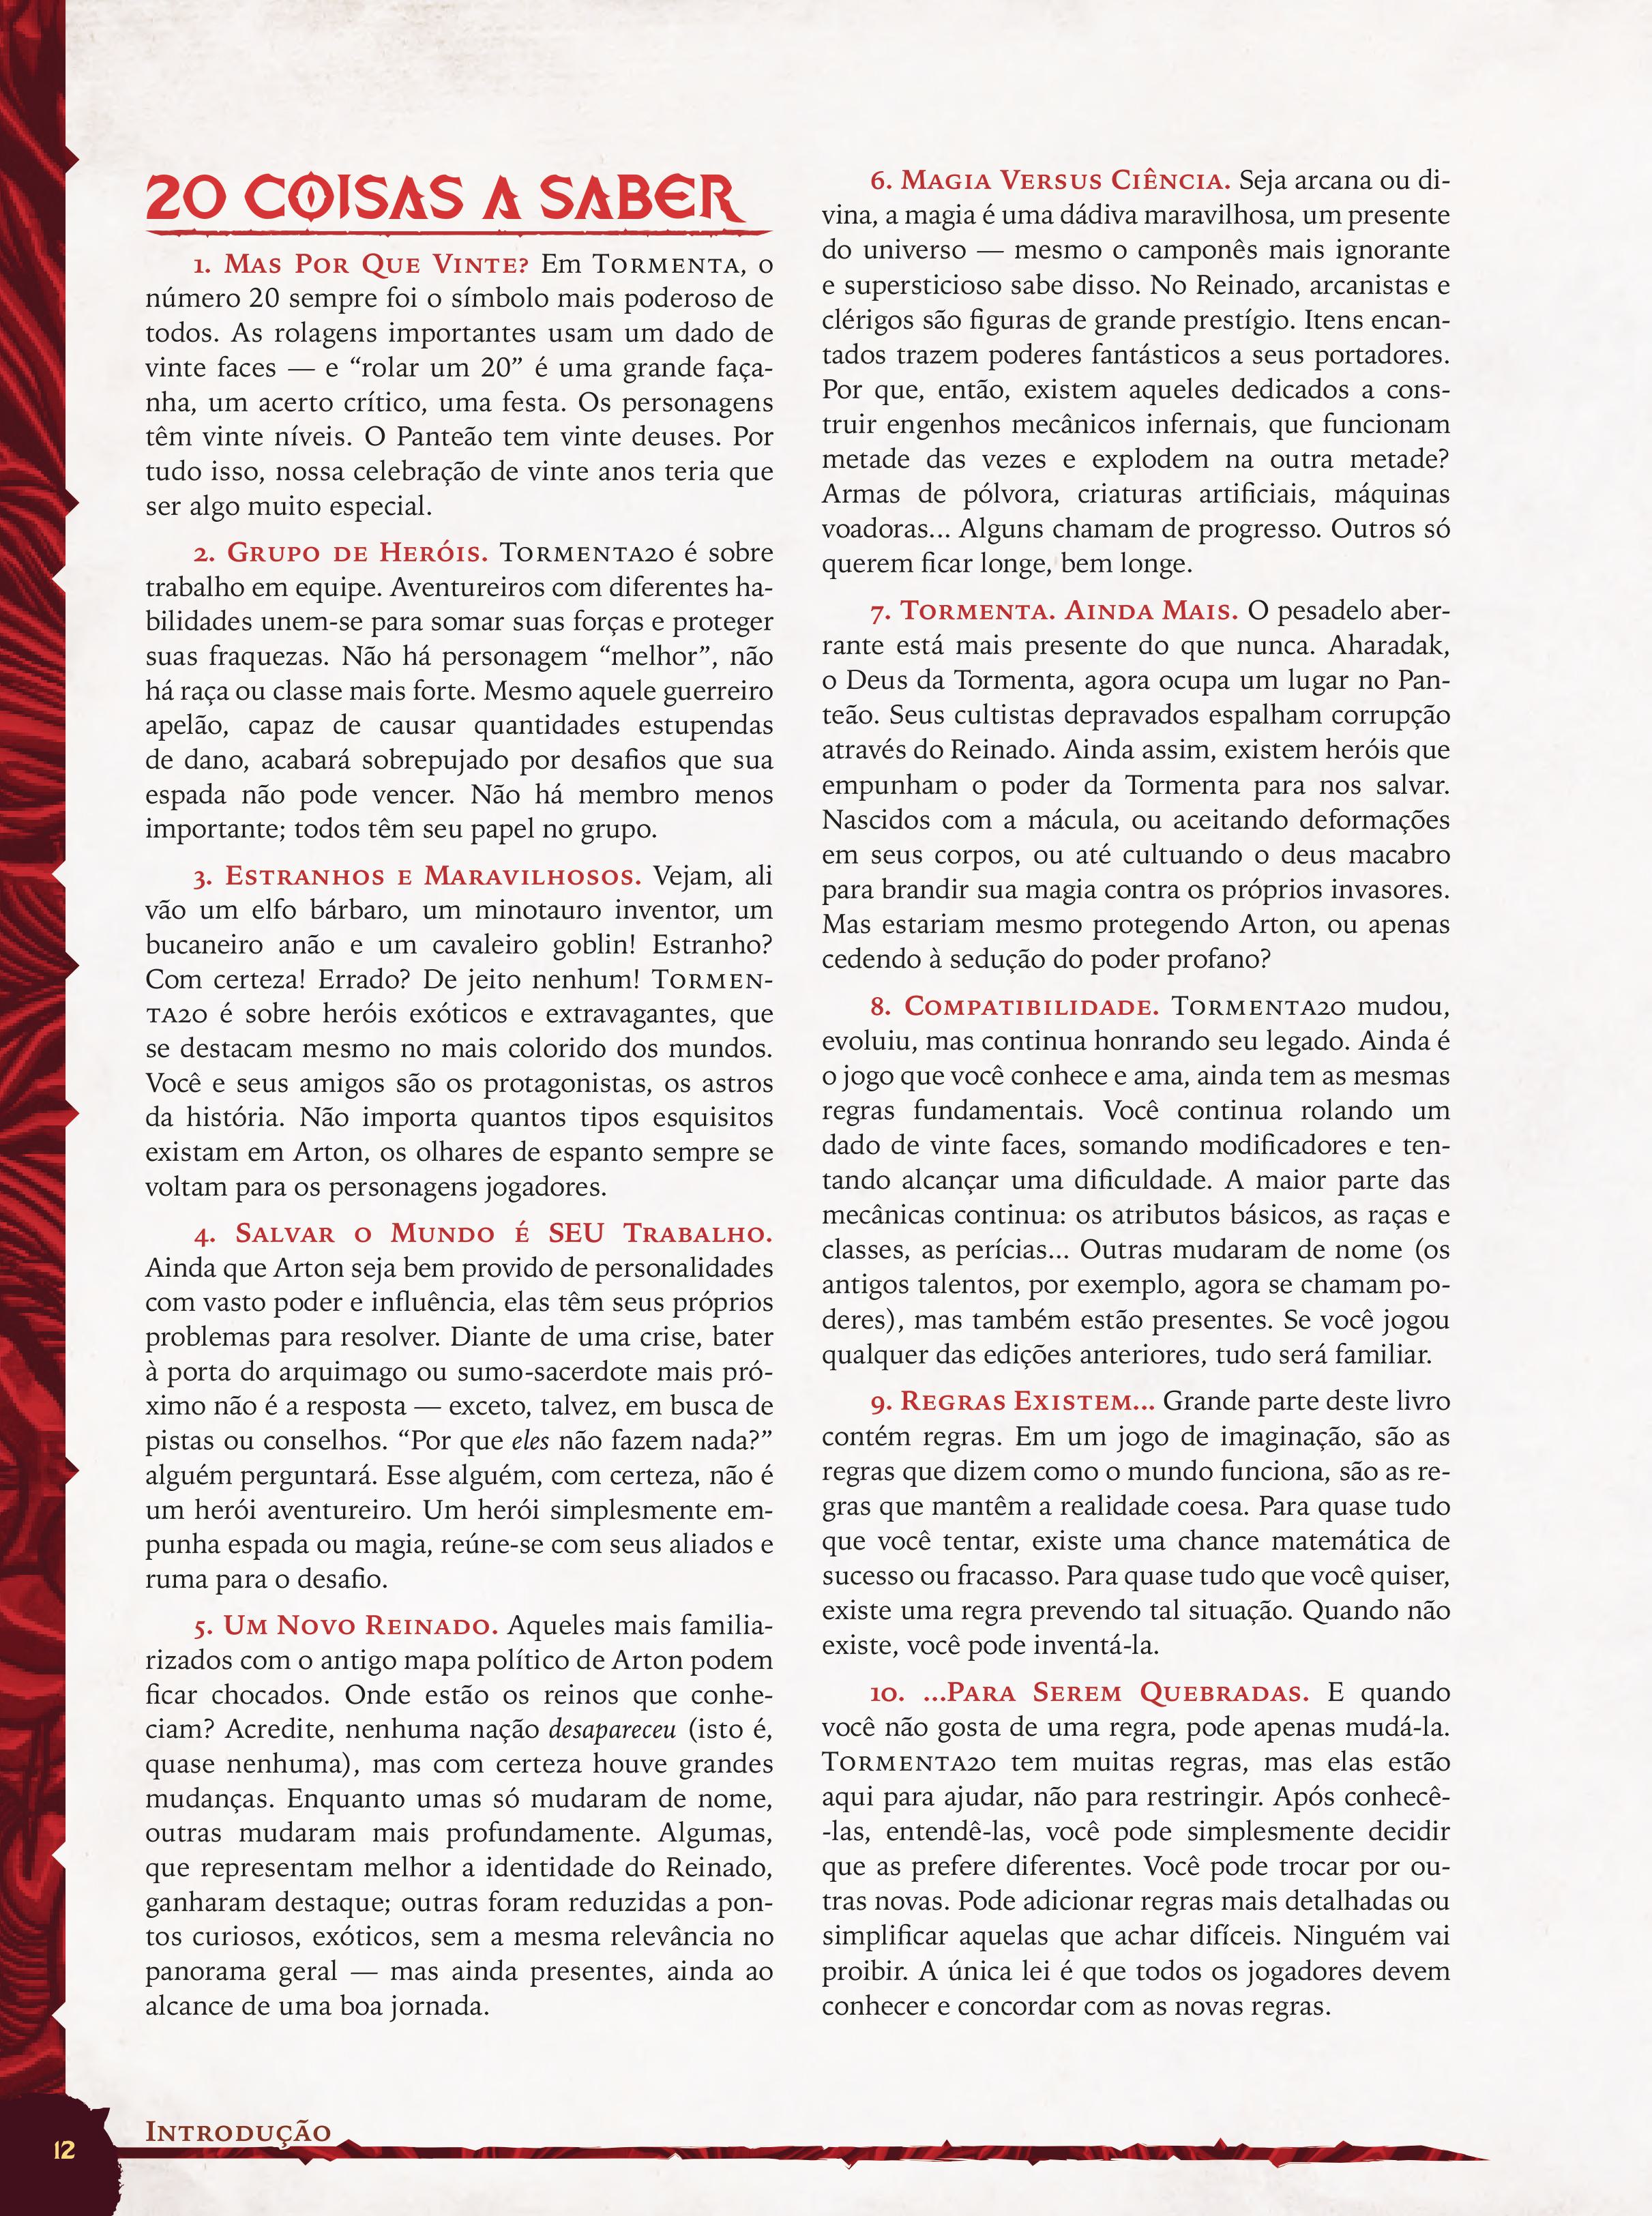 20 COISAS A SABER
1. Mas Por Que Vinte? Em Tormenta, o
número 20 sempre foi o símbolo mais poderoso de
todos. As rolagens importantes usam um dado de
vinte faces — e “rolar um 20” é uma grande faça-
nha, um acerto crítico, uma festa. Os personagens
têm vinte níveis. O Panteão tem vinte deuses. Por
tudo isso, nossa celebração de vinte anos teria que
ser algo muito especial.
2. Grupo de Heróis. Tormenta20 é sobre
trabalho em equipe. Aventureiros com diferentes ha-
bilidades unem-se para somar suas forças e proteger
suas fraquezas. Não há personagem “melhor”, não
há raça ou classe mais forte. Mesmo aquele guerreiro
apelão, capaz de causar quantidades estupendas
de dano, acabará sobrepujado por desafios que sua
espada não pode vencer. Não há membro menos
importante; todos têm seu papel no grupo.
3. Estranhos e Maravilhosos. Vejam, ali
vão um elfo bárbaro, um minotauro inventor, um
bucaneiro anão e um cavaleiro goblin! Estranho?
Com certeza! Errado? De jeito nenhum! Tormen-
ta20 é sobre heróis exóticos e extravagantes, que
se destacam mesmo no mais colorido dos mundos.
Você e seus amigos são os protagonistas, os astros
da história. Não importa quantos tipos esquisitos
existam em Arton, os olhares de espanto sempre se
voltam para os personagens jogadores.
4. Salvar o Mundo é SEU Trabalho.
Ainda que Arton seja bem provido de personalidades
com vasto poder e influência, elas têm seus próprios
problemas para resolver. Diante de uma crise, bater
à porta do arquimago ou sumo-sacerdote mais pró-
ximo não é a resposta — exceto, talvez, em busca de
pistas ou conselhos. “Por que eles não fazem nada?”
alguém perguntará. Esse alguém, com certeza, não é
um herói aventureiro. Um herói simplesmente em-
punha espada ou magia, reúne-se com seus aliados e
ruma para o desafio.
5. Um Novo Reinado. Aqueles mais familia-
rizados com o antigo mapa político de Arton podem
ficar chocados. Onde estão os reinos que conhe-
ciam? Acredite, nenhuma nação desapareceu (isto é,
quase nenhuma), mas com certeza houve grandes
mudanças. Enquanto umas só mudaram de nome,
outras mudaram mais profundamente. Algumas,
que representam melhor a identidade do Reinado,
ganharam destaque; outras foram reduzidas a pon-
tos curiosos, exóticos, sem a mesma relevância no
panorama geral — mas ainda presentes, ainda ao
alcance de uma boa jornada.
6. Magia Versus Ciência. Seja arcana ou di-
vina, a magia é uma dádiva maravilhosa, um presente
do universo — mesmo o camponês mais ignorante
e supersticioso sabe disso. No Reinado, arcanistas e
clérigos são figuras de grande prestígio. Itens encan-
tados trazem poderes fantásticos a seus portadores.
Por que, então, existem aqueles dedicados a cons-
truir engenhos mecânicos infernais, que funcionam
metade das vezes e explodem na outra metade?
Armas de pólvora, criaturas artificiais, máquinas
voadoras... Alguns chamam de progresso. Outros só
querem ficar longe, bem longe.
7. Tormenta. Ainda Mais. O pesadelo aber-
rante está mais presente do que nunca. Aharadak,
o Deus da Tormenta, agora ocupa um lugar no Pan-
teão. Seus cultistas depravados espalham corrupção
através do Reinado. Ainda assim, existem heróis que
empunham o poder da Tormenta para nos salvar.
Nascidos com a mácula, ou aceitando deformações
em seus corpos, ou até cultuando o deus macabro
para brandir sua magia contra os próprios invasores.
Mas estariam mesmo protegendo Arton, ou apenas
cedendo à sedução do poder profano?
8. Compatibilidade. Tormenta20 mudou,
evoluiu, mas continua honrando seu legado. Ainda é
o jogo que você conhece e ama, ainda tem as mesmas
regras fundamentais. Você continua rolando um
dado de vinte faces, somando modificadores e ten-
tando alcançar uma dificuldade. A maior parte das
mecânicas continua: os atributos básicos, as raças e
classes, as perícias... Outras mudaram de nome (os
antigos talentos, por exemplo, agora se chamam po-
deres), mas também estão presentes. Se você jogou
qualquer das edições anteriores, tudo será familiar.
9. Regras Existem... Grande parte deste livro
contém regras. Em um jogo de imaginação, são as
regras que dizem como o mundo funciona, são as re-
gras que mantêm a realidade coesa. Para quase tudo
que você tentar, existe uma chance matemática de
sucesso ou fracasso. Para quase tudo que você quiser,
existe uma regra prevendo tal situação. Quando não
existe, você pode inventá-la.
10. ...Para Serem Quebradas. E quando
você não gosta de uma regra, pode apenas mudá-la.
Tormenta20 tem muitas regras, mas elas estão
aqui para ajudar, não para restringir. Após conhecê-
-las, entendê-las, você pode simplesmente decidir
que as prefere diferentes. Você pode trocar por ou-
tras novas. Pode adicionar regras mais detalhadas ou
simplificar aquelas que achar difíceis. Ninguém vai
proibir. A única lei é que todos os jogadores devem
conhecer e concordar com as novas regras.
Introdução
12